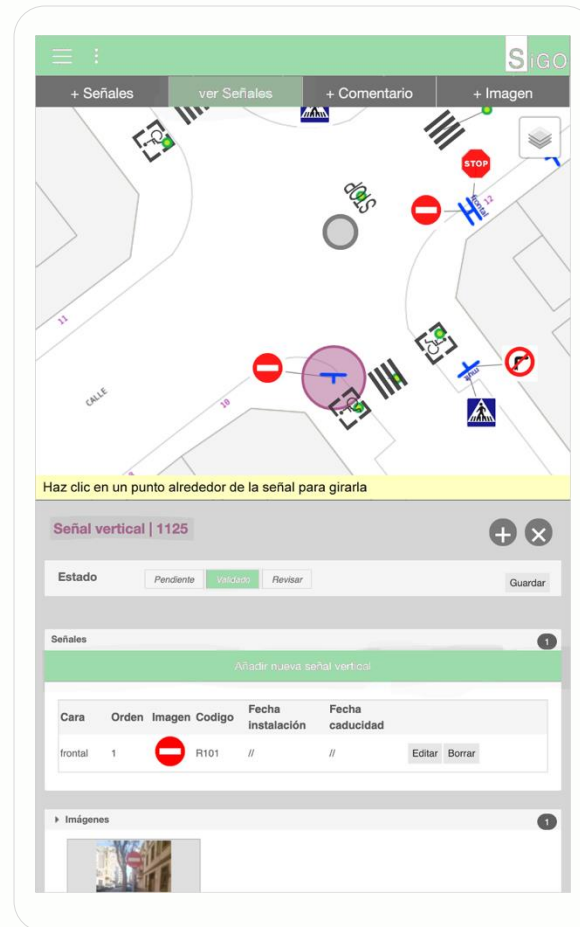 SiGO
+ Señales
ver Señales
+ Comentario
+ Imagen
STOP
STOP
12
frontal
11
CALLE
10
Haz clic en un punto alrededor de la señal para girarla
Señal vertical | 1125
Estado
Pendiente
Validado
Revisar
Guardar
Señales
1
Añadir nueva señal vertical
Cara Orden Imagen Codigo Fecha instalación Fecha caducidad
frontal 1 R101 // // Editar Borrar
Imágenes
1